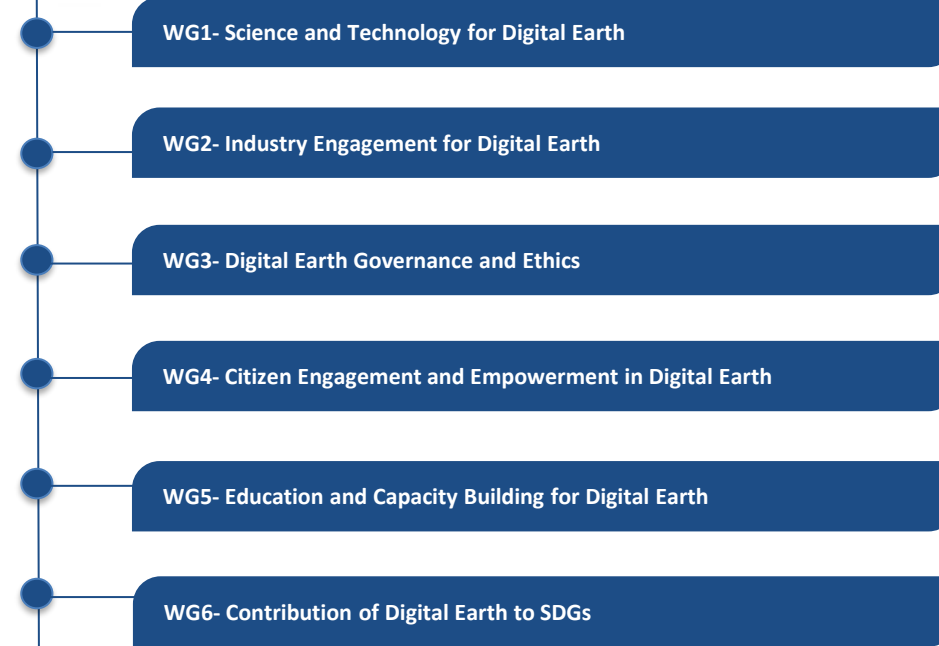 WG1- Science and Technology for Digital Earth
WG2- Industry Engagement for Digital Earth
WG3- Digital Earth Governance and Ethics
WG4- Citizen Engagement and Empowerment in Digital Earth
WG5- Education and Capacity Building for Digital Earth
WG6- Contribution of Digital Earth to SDGs